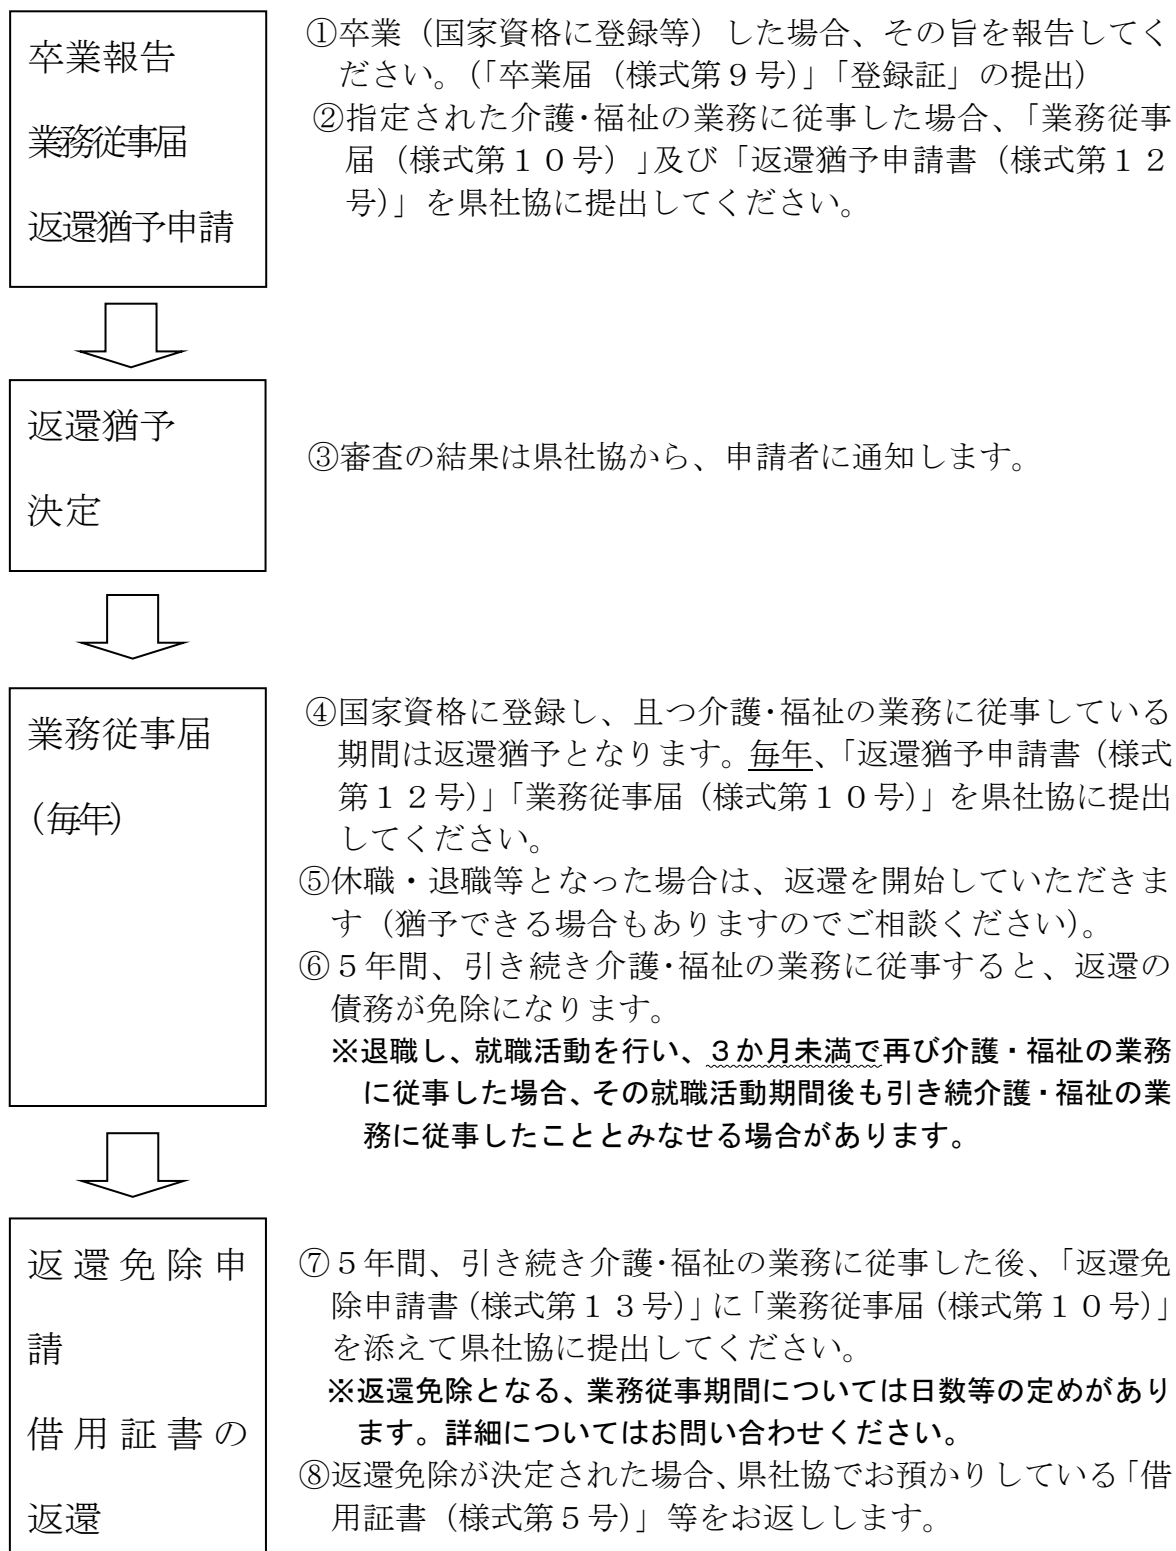 卒業報告
業務従事届
返還猶予申請
①卒業（国家資格に登録等）した場合、その旨を報告してく
ださい。（「卒業届（様式第９号）」「登録証」の提出）
②指定された介護・福祉の業務に従事した場合、「業務従事
届（様式第１０号）」及び「返還猶予申請書（様式第１２
号）」を県社協に提出してください。
返還猶予
決定
③審査の結果は県社協から、申請者に通知します。
業務従事届
（毎年）
④国家資格に登録し、且つ介護・福祉の業務に従事している
期間は返還猶予となります。毎年、「返還猶予申請書（様式
第１２号）」「業務従事届（様式第１０号）」を県社協に提出
してください。
⑤休職・退職等となった場合は、返還を開始していただきま
す（猶予できる場合もありますのでご相談ください）。
⑥５年間、引き続き介護・福祉の業務に従事すると、返還の
債務が免除になります。
※退職し、就職活動を行い、３か月未満で再び介護・福祉の業務
に従事した場合、その就職活動期間後も引き続介護・福祉の業
務に従事したこととみなせる場合があります。
返還免除申
請
借用証書の
返還
⑦５年間、引き続き介護・福祉の業務に従事した後、「返還免
除申請書（様式第１３号）」に「業務従事届（様式第１０号）」
を添えて県社協に提出してください。
※返還免除となる、業務従事期間については日数等の定めがあり
ます。詳細についてはお問い合わせください。
⑧返還免除が決定された場合、県社協でお預かりしている「借
用証書（様式第５号）」等をお返しします。